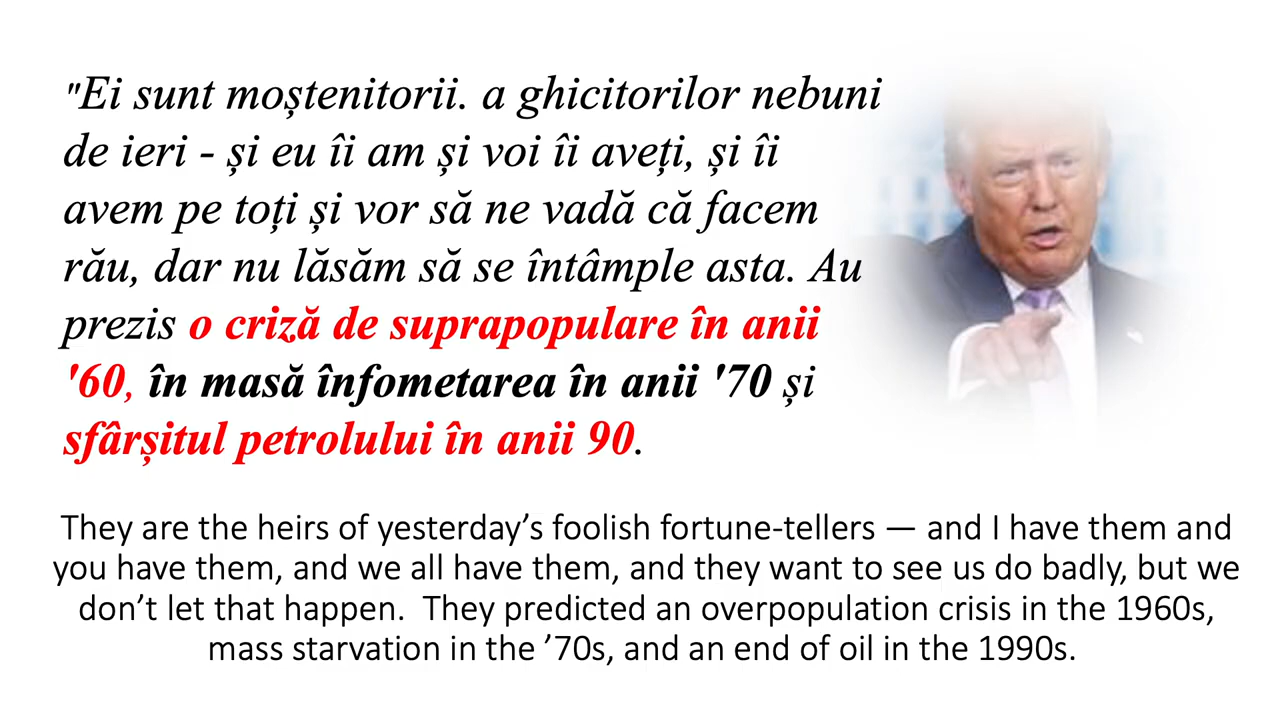 "Ei sunt moștenitorii. a ghicitorilor nebuni
de ieri - și eu îi am și voi îi aveți, și îi
avem pe toți și vor să ne vadă că facem
rău, dar nu lăsăm să se întâmple asta. Au
prezis o criză de suprapopulare în anii
'60, în masă înfometarea în anii '70 și
sfârșitul petrolului în anii 90.
They are the heirs of yesterday’s foolish fortune-tellers — and I have them and
you have them, and we all have them, and they want to see us do badly, but we
don’t let that happen.  They predicted an overpopulation crisis in the 1960s,
mass starvation in the ’70s, and an end of oil in the 1990s.